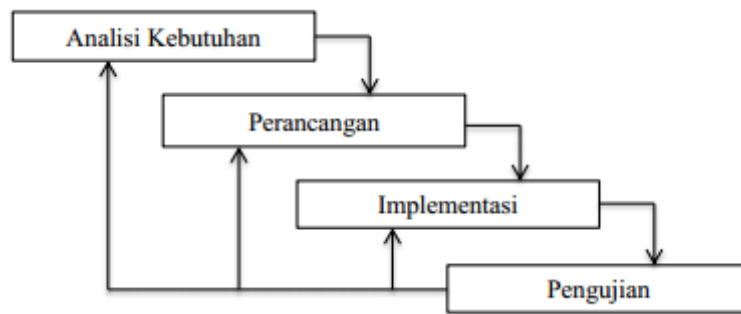 Analisi Kebutuhan
Perancangan
Implementasi
Pengujian